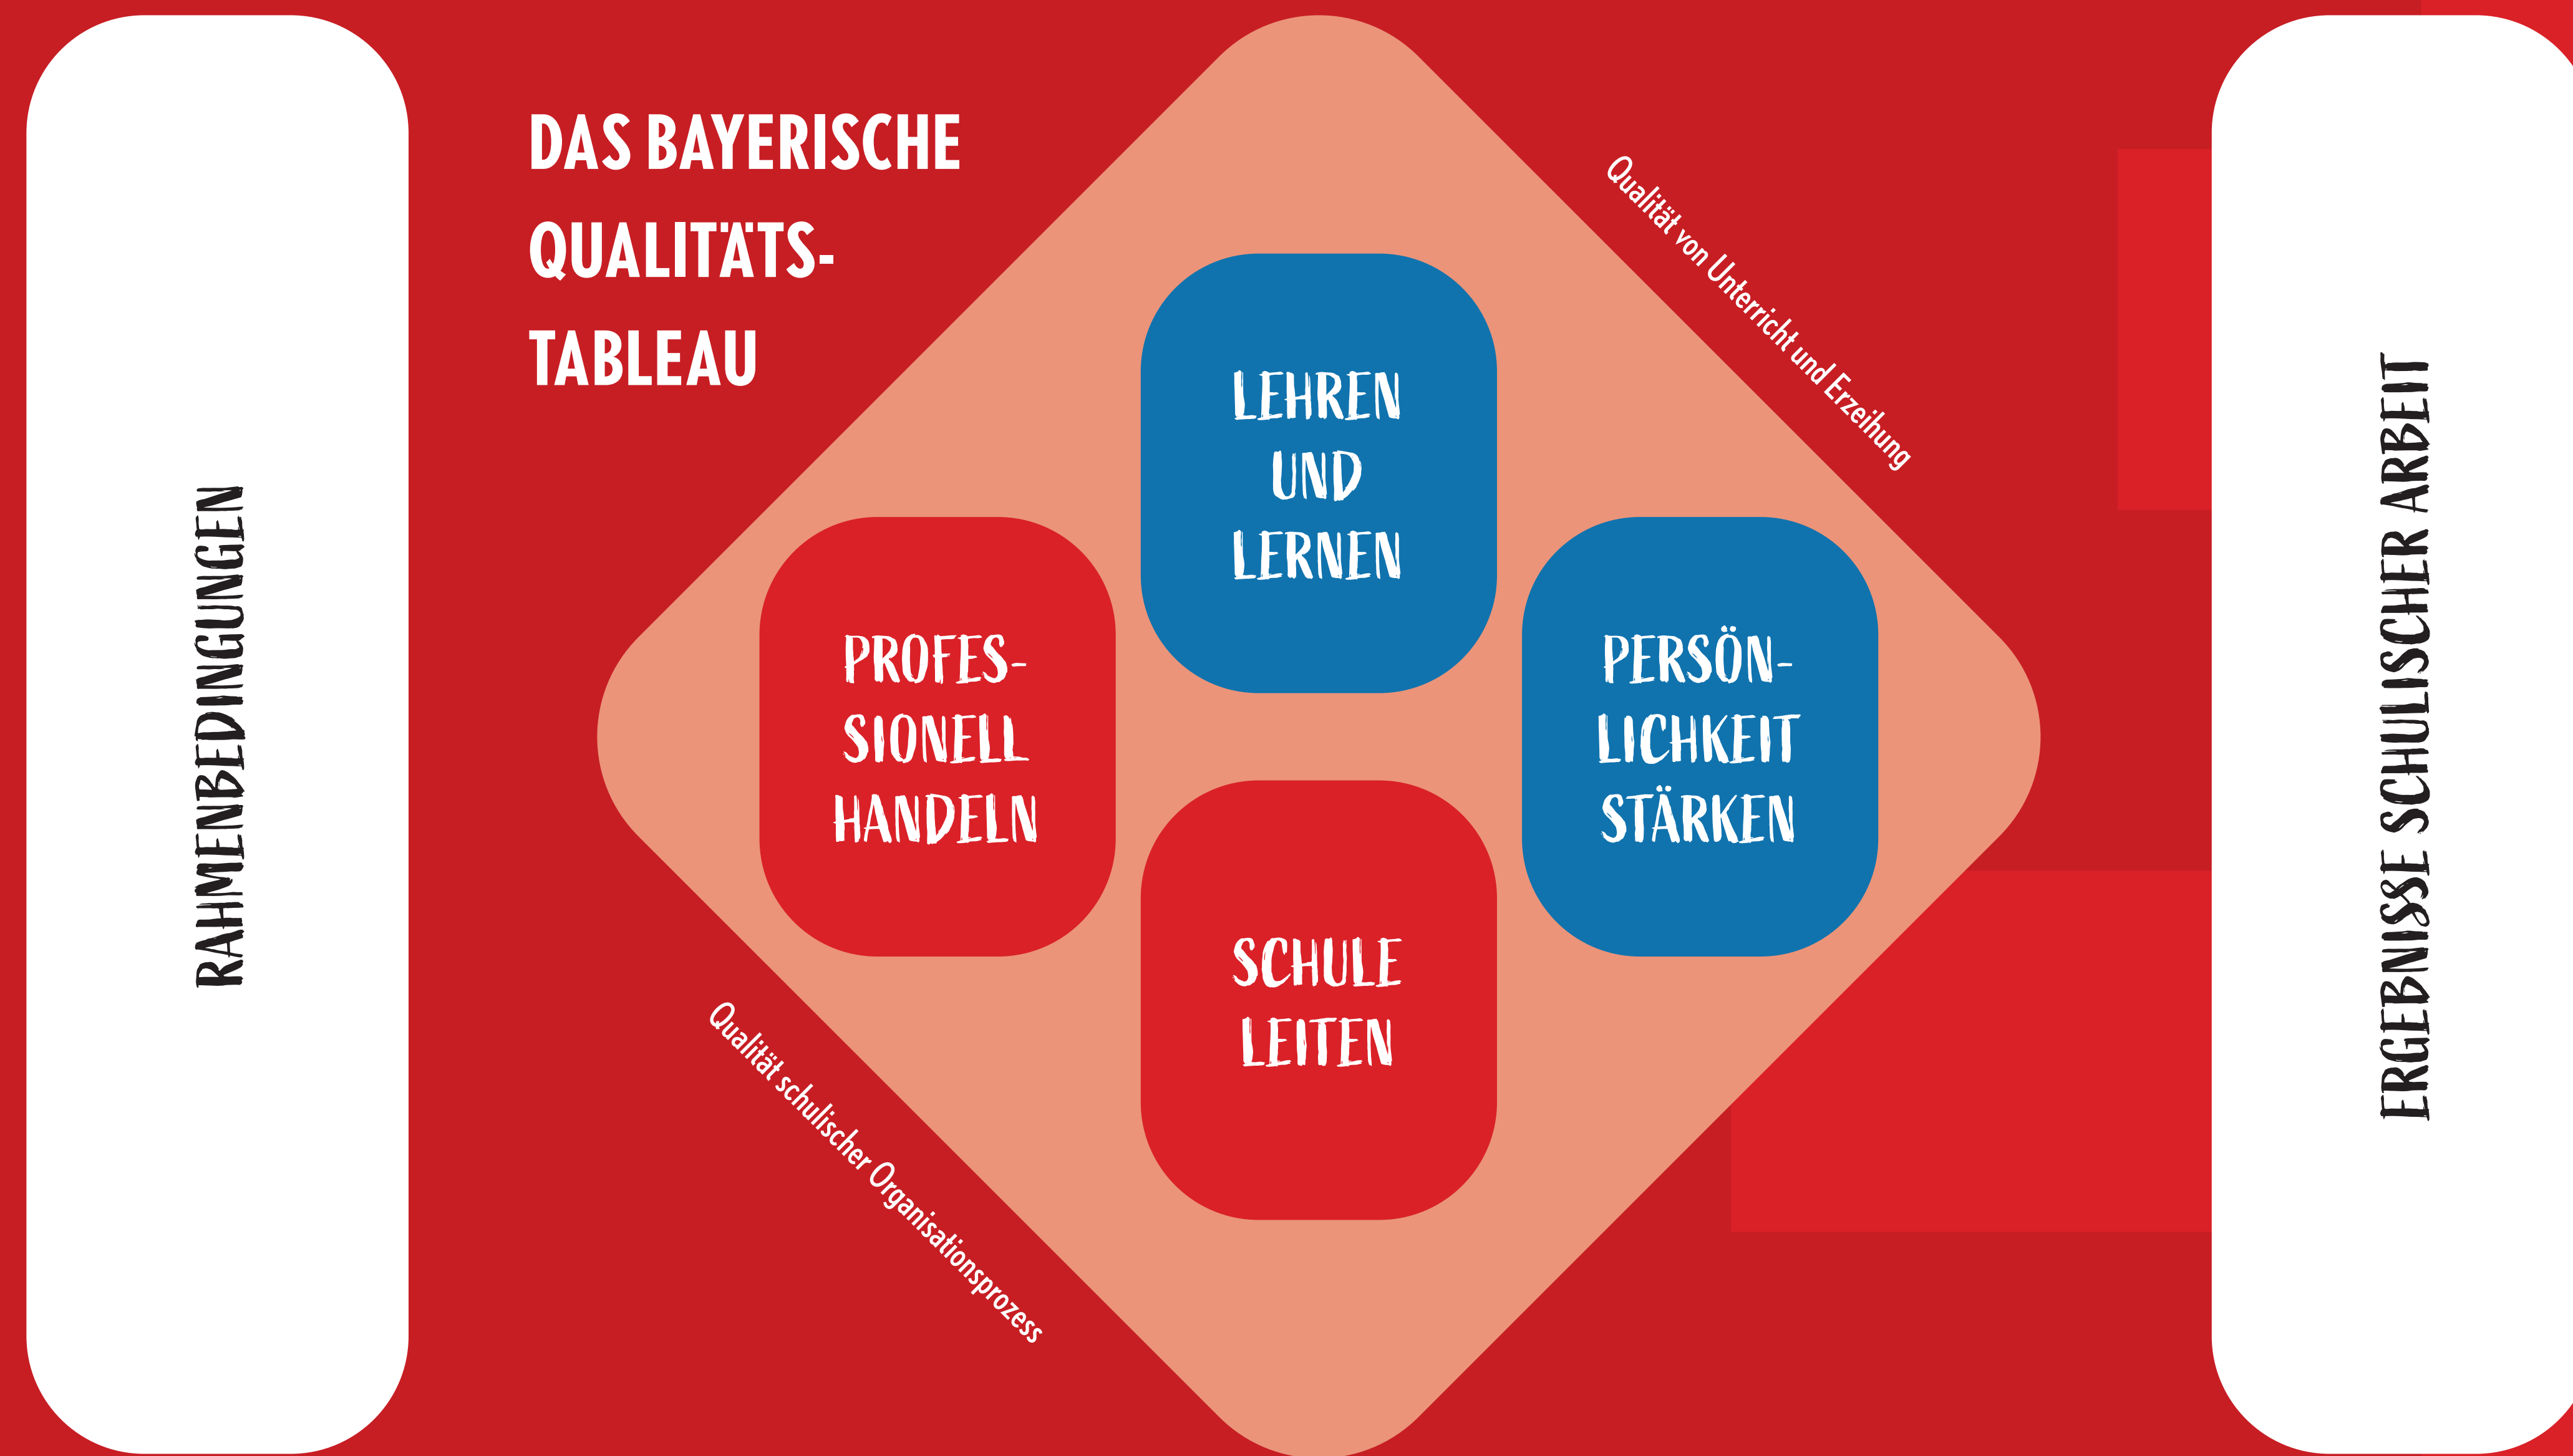 RAHMENBEDINGUNGEN
DAS BAYERISCHE
QUALITÄTS-
TABLEAU
Qualität von Unterricht und Erzeihung
LEHREN
UND
LERNEN
PROFES-
SIONELL
HANDELN
PERSÖN-
LICHKEIT
STÄRKEN
SCHULE
LEITEN
Qualität schulischer Organisationsprozess
ERGEBNISSE SCHULISCHER ARBEIT